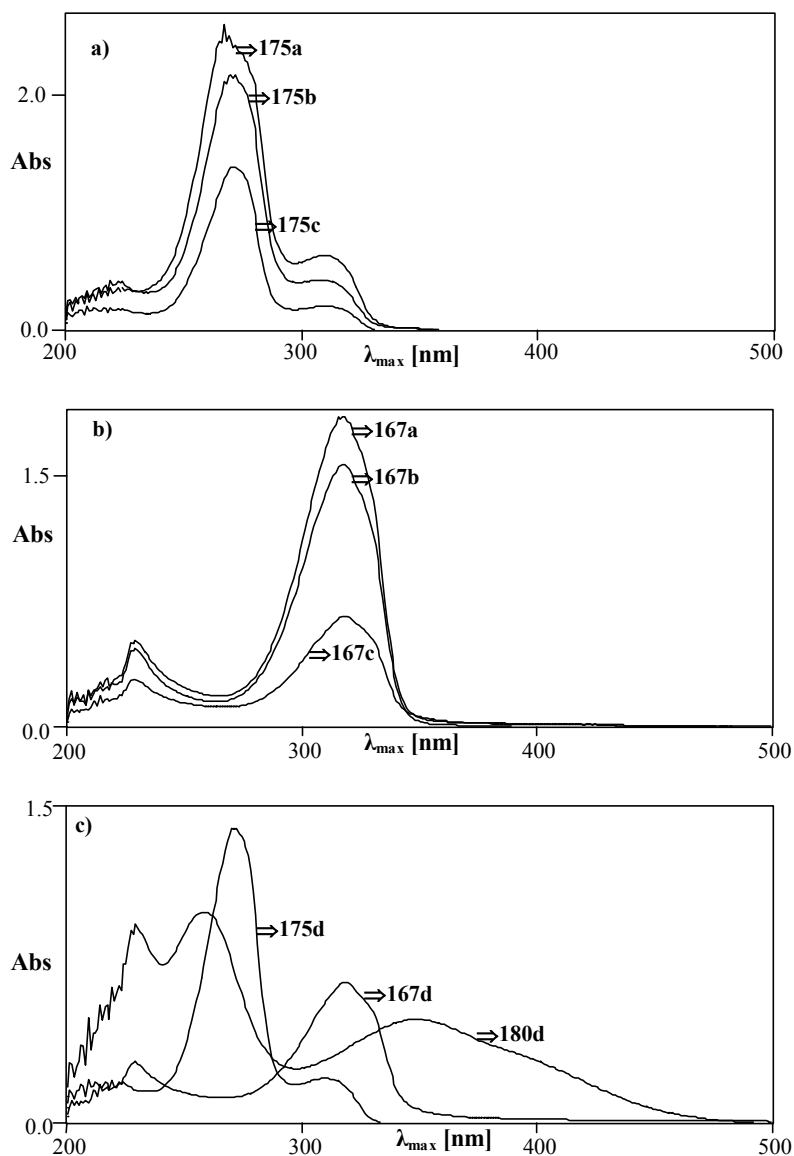 a)
⇒175a
2.0
⇒175b
Abs
⇒175c
0.0
200 300 400 500
λmax [nm]
b)
⇒167a
1.5
⇒167b
Abs
⇒167c
0.0
200 300 400 500
λmax [nm]
1.5
c)
⇒175d
Abs
⇒167d
⇒180d
0.0
200 300 400 500
λmax [nm]